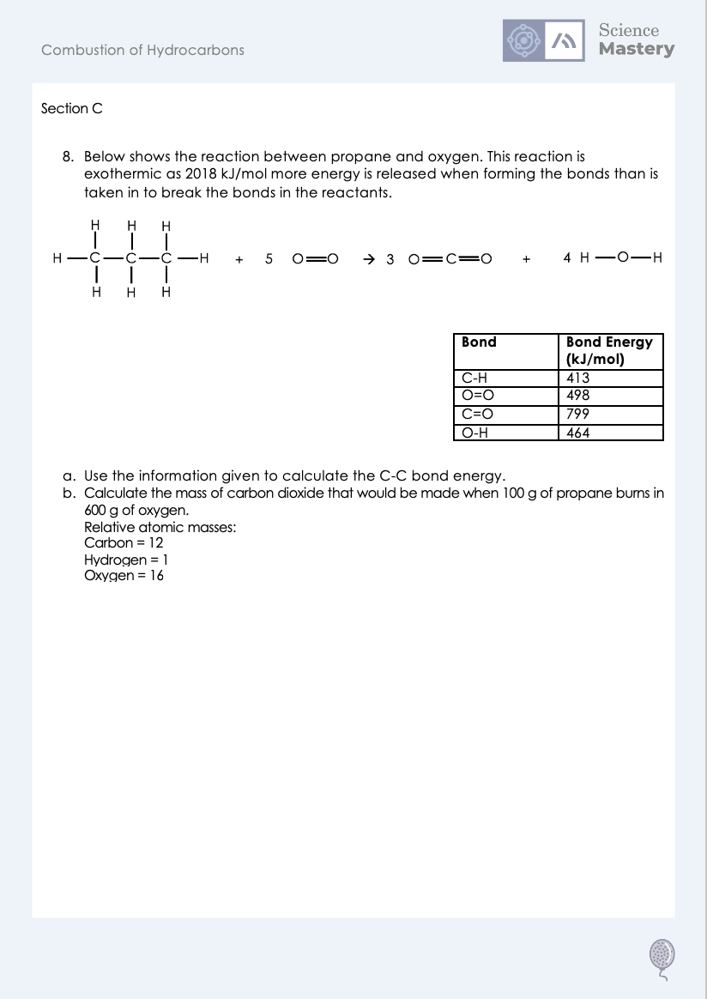 Combustion of Hydrocarbons
Science
Mastery
Section C
8. Below shows the reaction between propane and oxygen. This reaction is
exothermic as 2018 kJ/mol more energy is released when forming the bonds than is
taken in to break the bonds in the reactants.
H H H
H C C C H + 5 O O → 3 O C O + 4 H O H
H H H
Bond Bond Energy
(kJ/mol)
C-H 413
O=O 498
C=O 799
O-H 464
a. Use the information given to calculate the C-C bond energy.
b. Calculate the mass of carbon dioxide that would be made when 100 g of propane burns in
600 g of oxygen.
Relative atomic masses:
Carbon = 12
Hydrogen = 1
Oxygen = 16